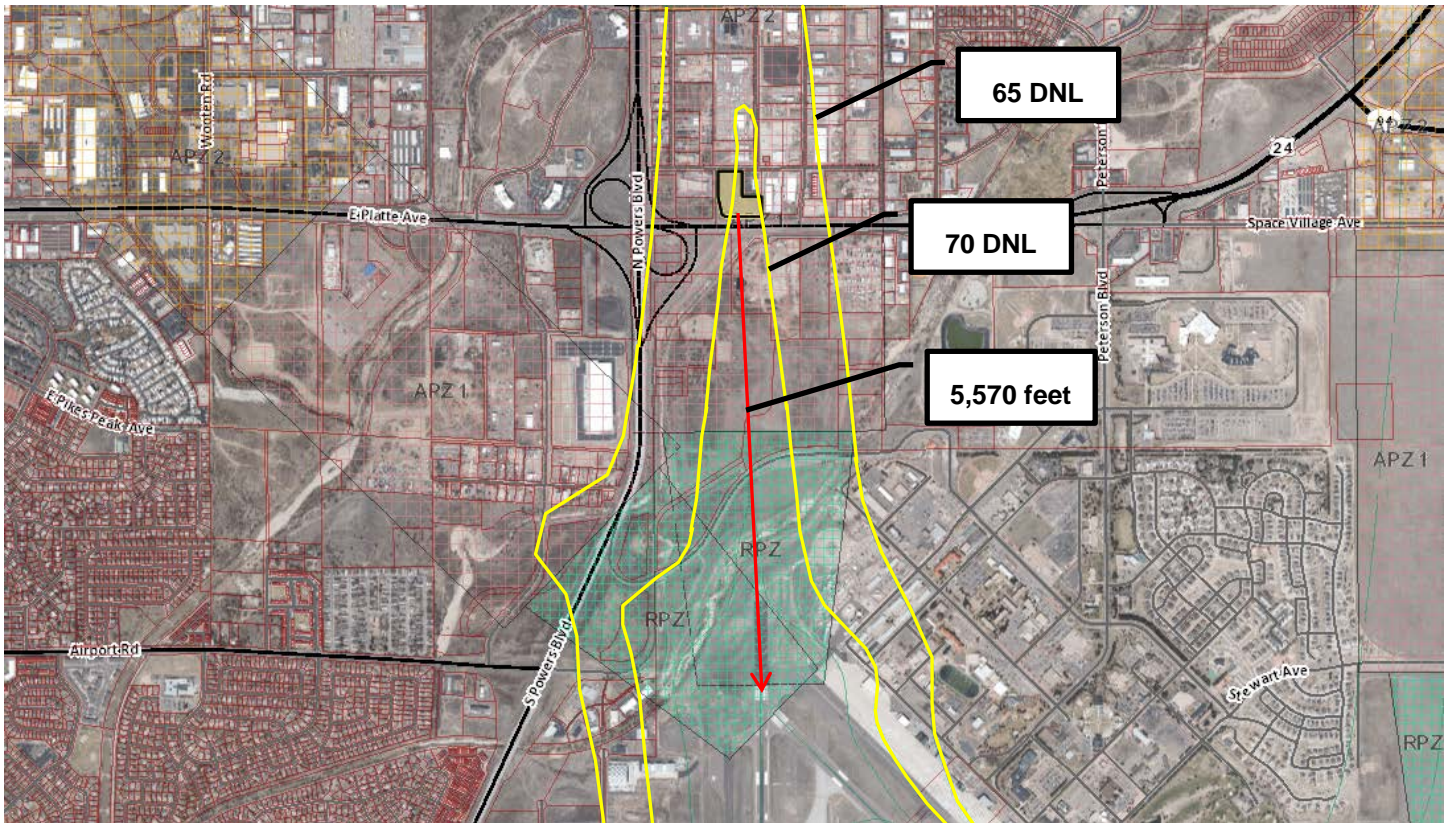 APZ 2
65 DNL
Wooten Rd
APZ 2
24
APZ 2
Peterson
E Platte Ave
N Powers Blvd
70 DNL
Space Village Ave
Peterson Blvd
5,570 feet
APZ 1
E Pikes Peak Ave
APZ 1
RPZ
RPZ
Airport Rd
S Powers Blvd
Stewart Ave
RPZ